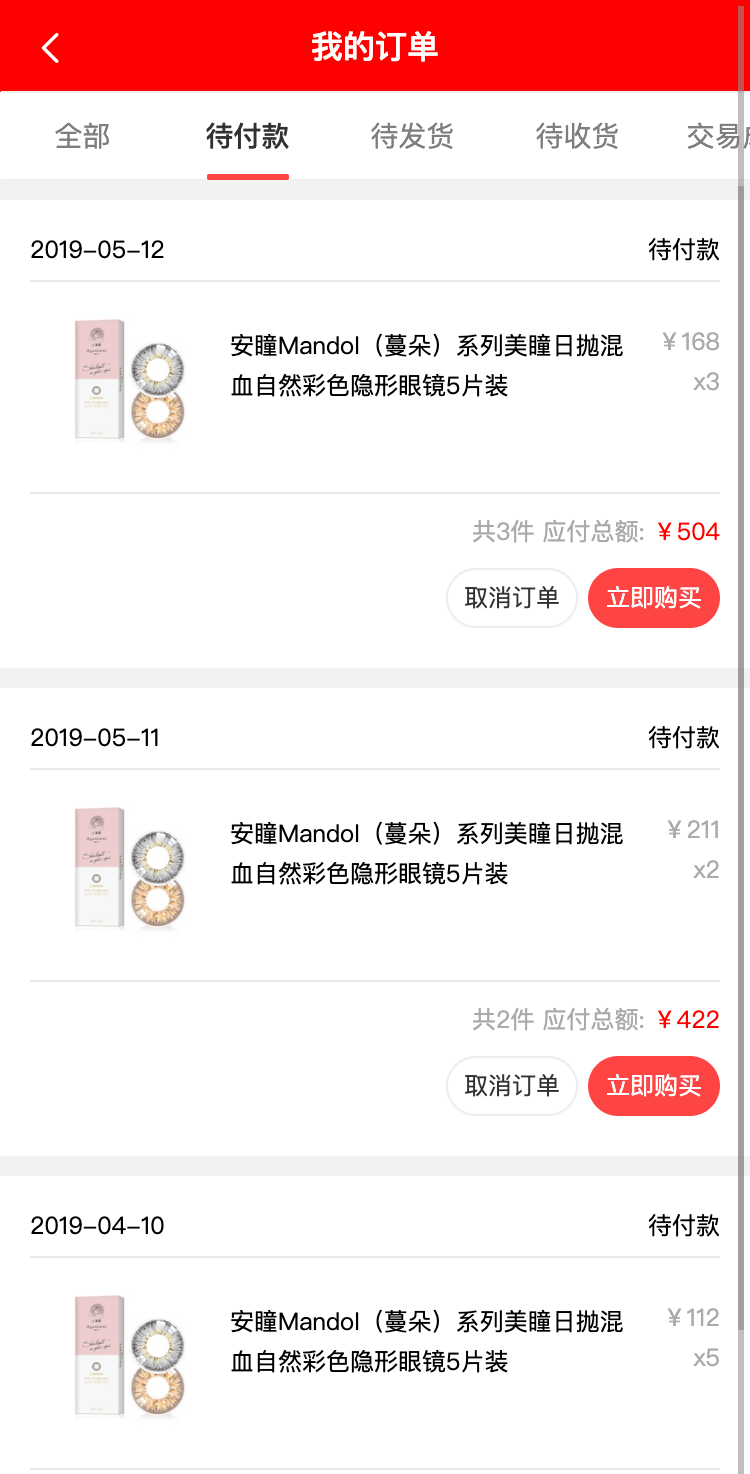 我的订单
全部 待付款 待发货 待收货 交易
2019-05-12 待付款
安瞳Mandol（蔓朵）系列美瞳日抛混 ￥168
血自然彩色隐形眼镜5片装 x3
共3件 应付总额: ￥504
取消订单 立即购买
2019-05-11 待付款
安瞳Mandol（蔓朵）系列美瞳日抛混 ￥211
血自然彩色隐形眼镜5片装 x2
共2件 应付总额: ￥422
取消订单 立即购买
2019-04-10 待付款
安瞳Mandol（蔓朵）系列美瞳日抛混 ￥112
血自然彩色隐形眼镜5片装 x5